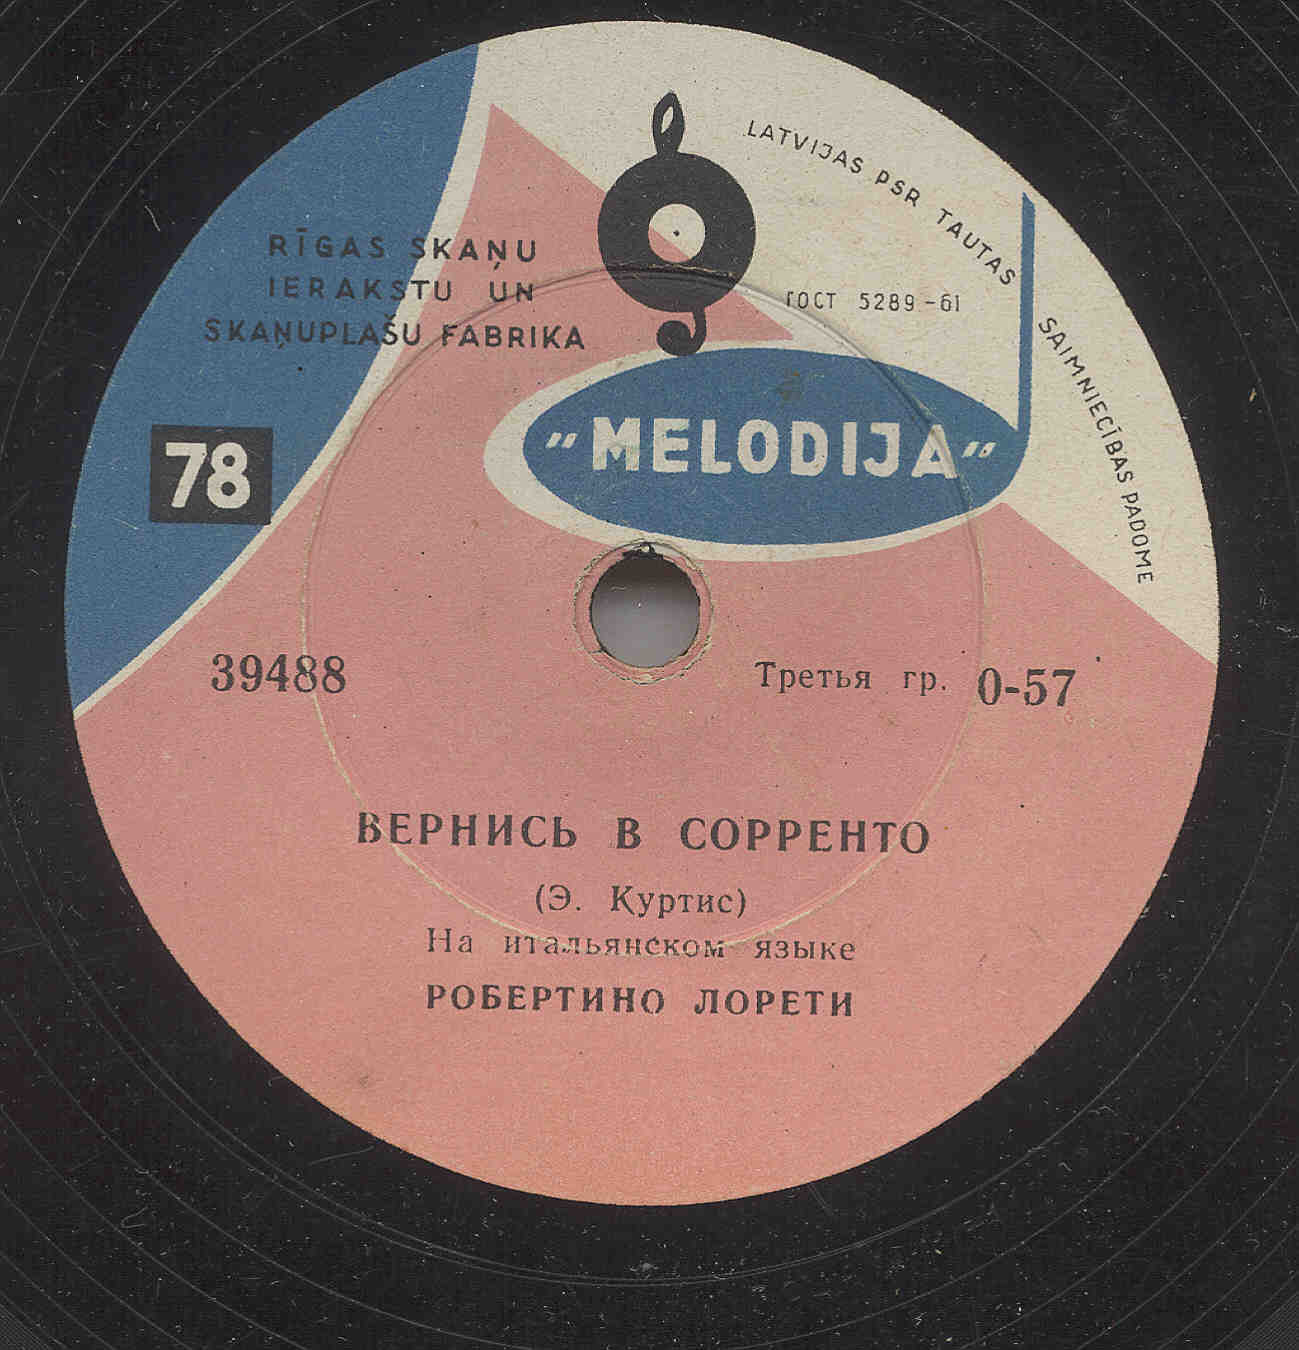 LATVIJAS PSR TAUTAS SAIMNIECĪBAS PADOME
RĪGAS SKAŅU
IERAKSTU UN
SKAŅUPLAŠU FABRIKA
ГОСТ 5289-61
"MELODIJA"
78
39488
Третья гр. 0-57
ВЕРНИСЬ В СОРРЕНТО
(Э. Куртис)
На итальянском языке
РОБЕРТИНО ЛОРЕТИ